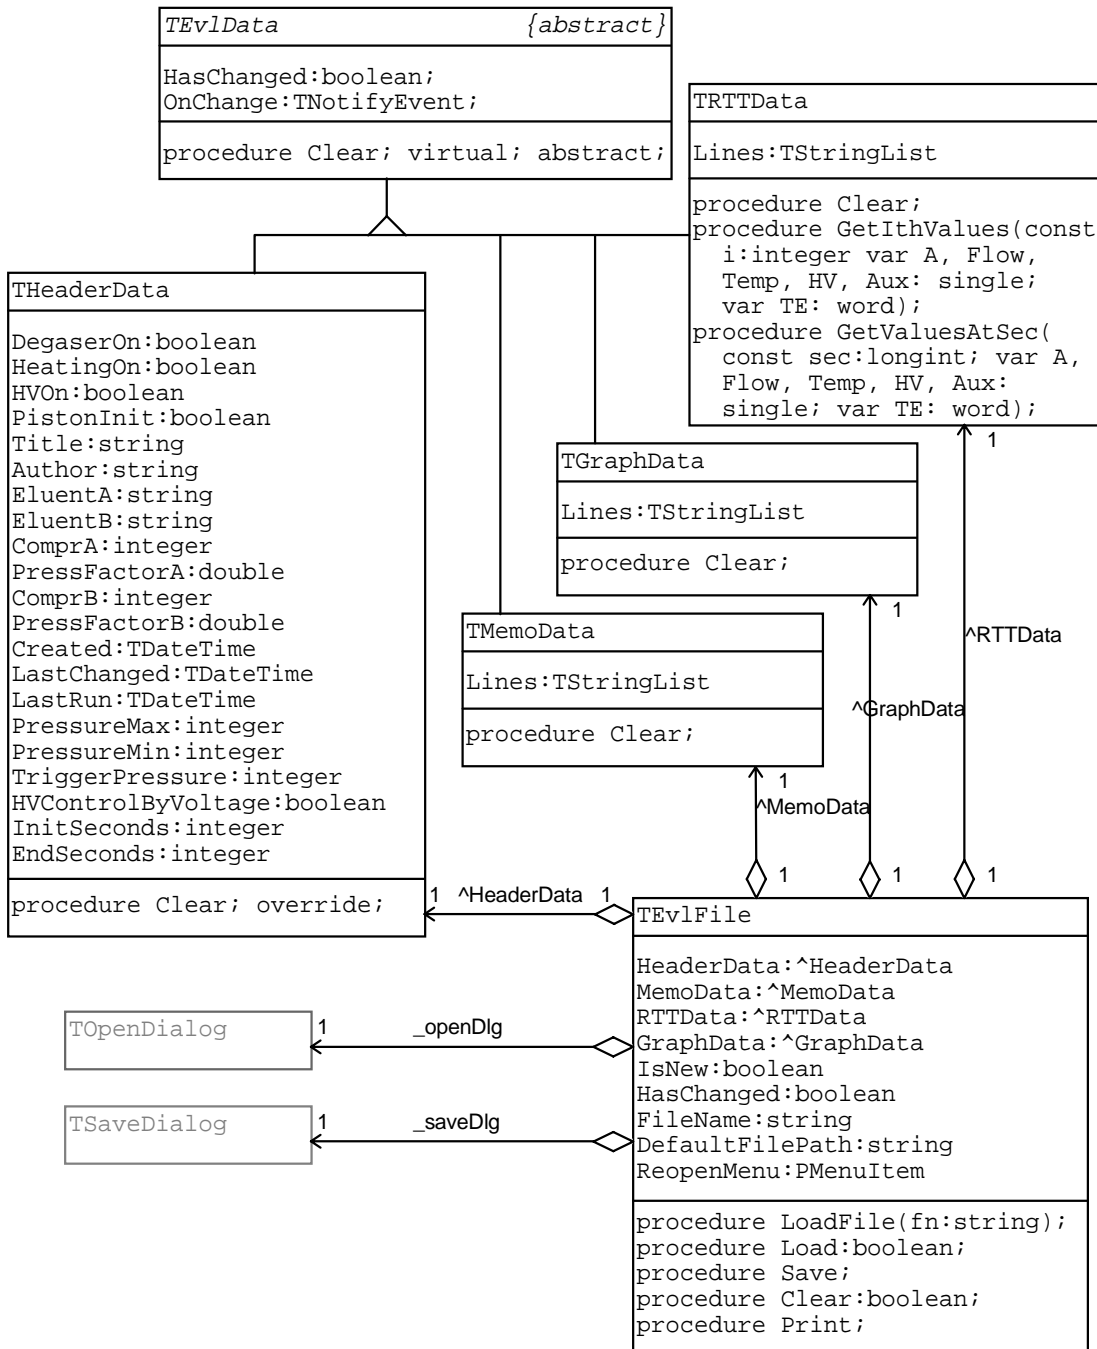 TEvlData {abstract}
HasChanged:boolean;
OnChange:TNotifyEvent;
procedure Clear; virtual; abstract;
TRTTData
Lines:TStringList
procedure Clear;
procedure GetIthValues(const
i:integer var A, Flow,
Temp, HV, Aux: single;
var TE: word);
procedure GetValuesAtSec(
const sec:longint; var A,
Flow, Temp, HV, Aux:
single; var TE: word);
1
THeaderData
DegaserOn:boolean
HeatingOn:boolean
HVOn:boolean
PistonInit:boolean
Title:string
Author:string
EluentA:string
EluentB:string
ComprA:integer
PressFactorA:double
ComprB:integer
PressFactorB:double
Created:TDateTime
LastChanged:TDateTime
LastRun:TDateTime
PressureMax:integer
PressureMin:integer
TriggerPressure:integer
HVControlByVoltage:boolean
InitSeconds:integer
EndSeconds:integer
procedure Clear; override;
TGraphData
Lines:TStringList
procedure Clear;
1
TMemoData
Lines:TStringList
procedure Clear;
1
^RTTData
^GraphData
^MemoData
1 1 1
1 ^HeaderData 1
TEvlFile
HeaderData:^HeaderData
MemoData:^MemoData
RTTData:^RTTData
GraphData:^GraphData
IsNew:boolean
HasChanged:boolean
FileName:string
DefaultFilePath:string
ReopenMenu:PMenuItem
procedure LoadFile(fn:string);
procedure Load:boolean;
procedure Save;
procedure Clear:boolean;
procedure Print;
TOpenDialog
1 _openDlg
TSaveDialog
1 _saveDlg